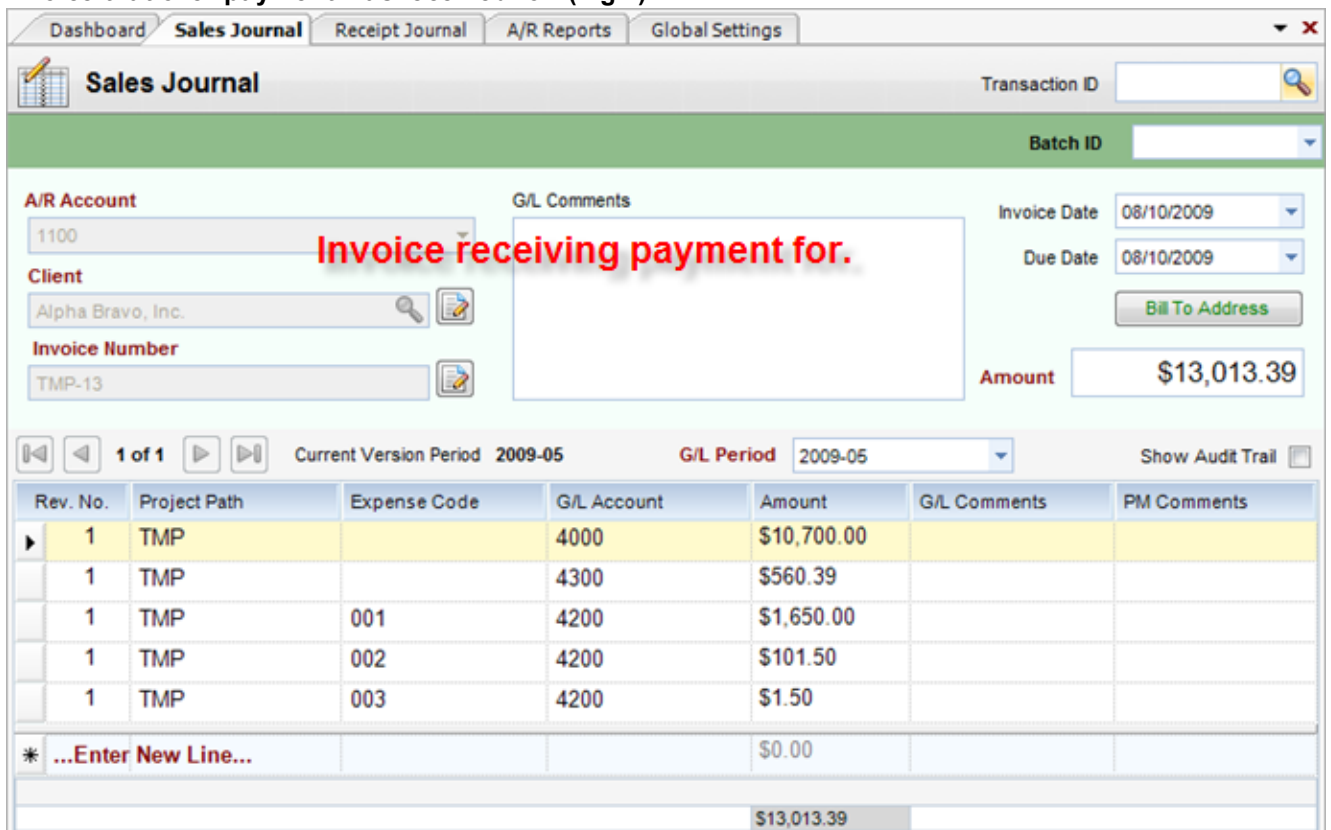 Dashboard Sales Journal Receipt Journal A/R Reports Global Settings
Sales Journal Transaction ID
Batch ID
A/R Account G/L Comments Invoice Date 08/10/2009
1100
Invoice receiving payment for.
Due Date 08/10/2009
Client
Alpha Bravo, Inc. Bill To Address
Invoice Number
TMP-13 Amount $13,013.39
1 of 1 Current Version Period 2009-05 G/L Period 2009-05 Show Audit Trail
Rev. No. Project Path Expense Code G/L Account Amount G/L Comments PM Comments
1 TMP 4000 $10,700.00
1 TMP 4300 $560.39
1 TMP 001 4200 $1,650.00
1 TMP 002 4200 $101.50
1 TMP 003 4200 $1.50
* ...Enter New Line... $0.00
$13,013.39